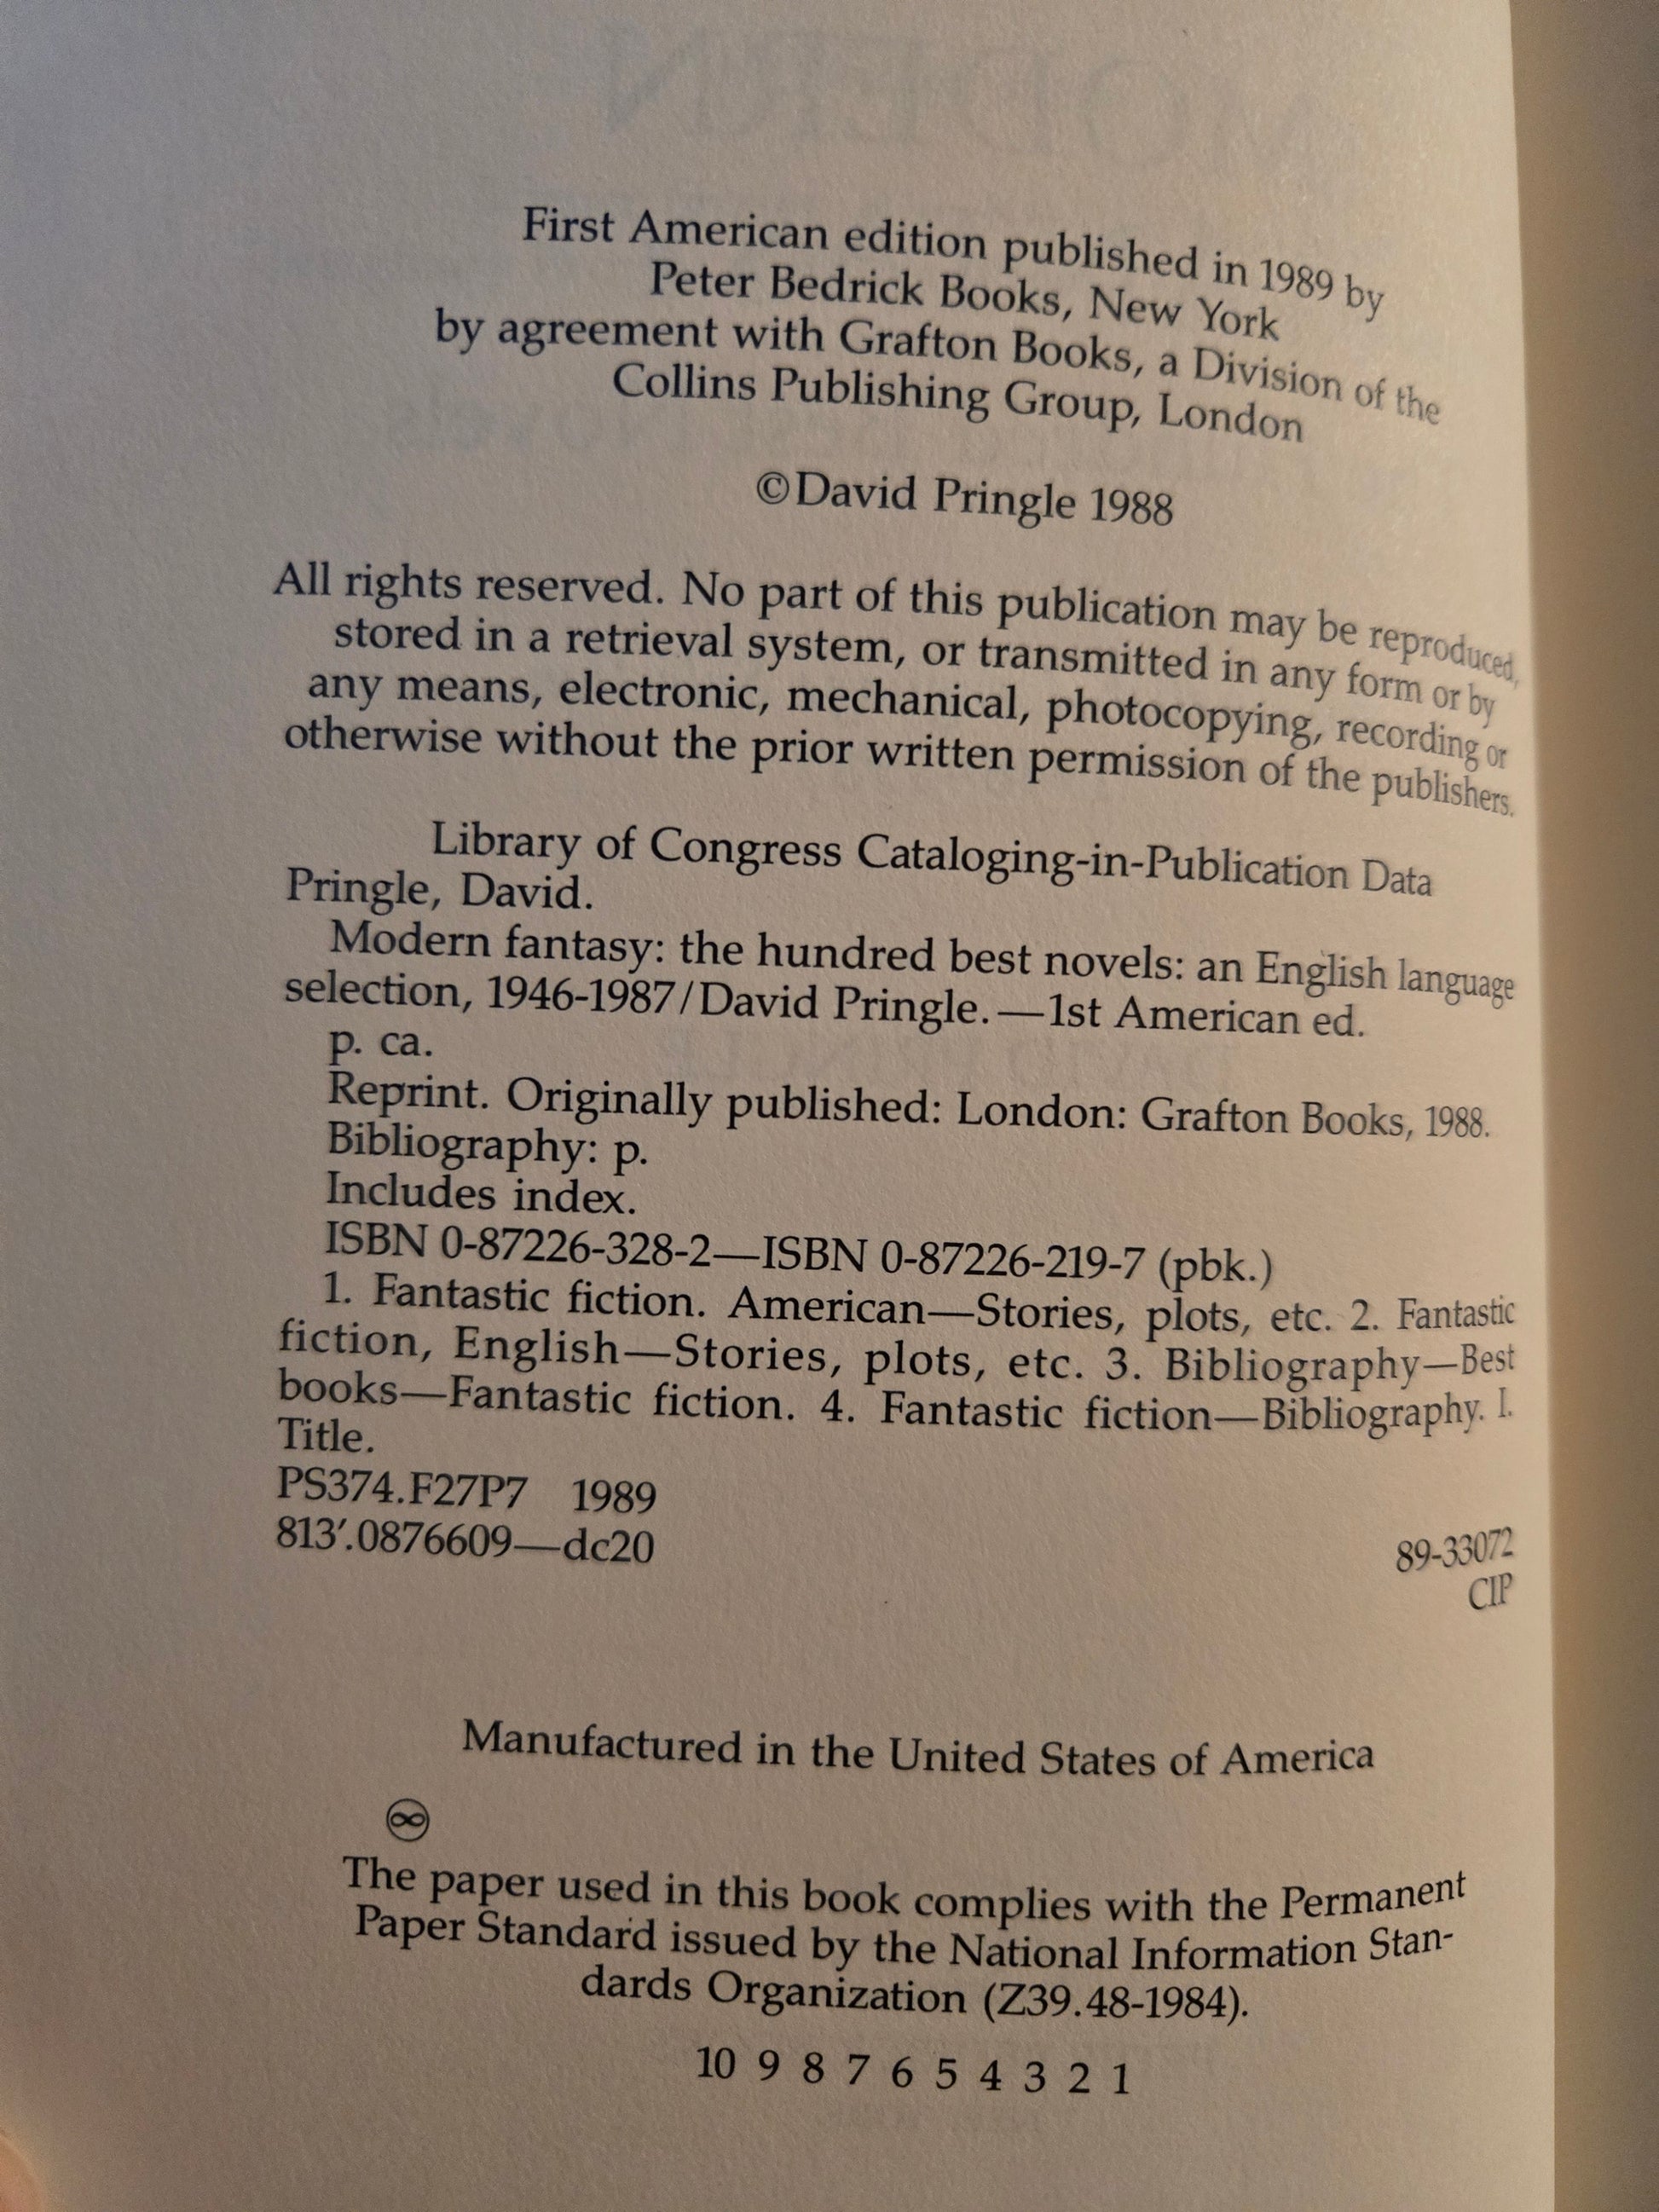 First American edition published in 1989 by
Peter Bedrick Books, New York
by agreement with Grafton Books, a Division of the
Collins Publishing Group, London
©David Pringle 1988
All rights reserved. No part of this publication may be reproduced,
stored in a retrieval system, or transmitted in any form or by
any means, electronic, mechanical, photocopying, recording or
otherwise without the prior written permission of the publishers.
Library of Congress Cataloging-in-Publication Data
Pringle, David.
Modern fantasy: the hundred best novels: an English language
selection, 1946-1987/David Pringle.—1st American ed.
p. ca.
Reprint. Originally published: London: Grafton Books, 1988.
Bibliography: p.
Includes index.
ISBN 0-87226-328-2—ISBN 0-87226-219-7 (pbk.)
1. Fantastic fiction. American—Stories, plots, etc. 2. Fantastic
fiction, English—Stories, plots, etc. 3. Bibliography—Best
books—Fantastic fiction. 4. Fantastic fiction—Bibliography. I.
Title.
PS374.F27P7 1989
813′.0876609—dc20
89-33072
CIP
Manufactured in the United States of America
The paper used in this book complies with the Permanent
Paper Standard issued by the National Information Stan-
dards Organization (Z39.48-1984).
10 9 8 7 6 5 4 3 2 1